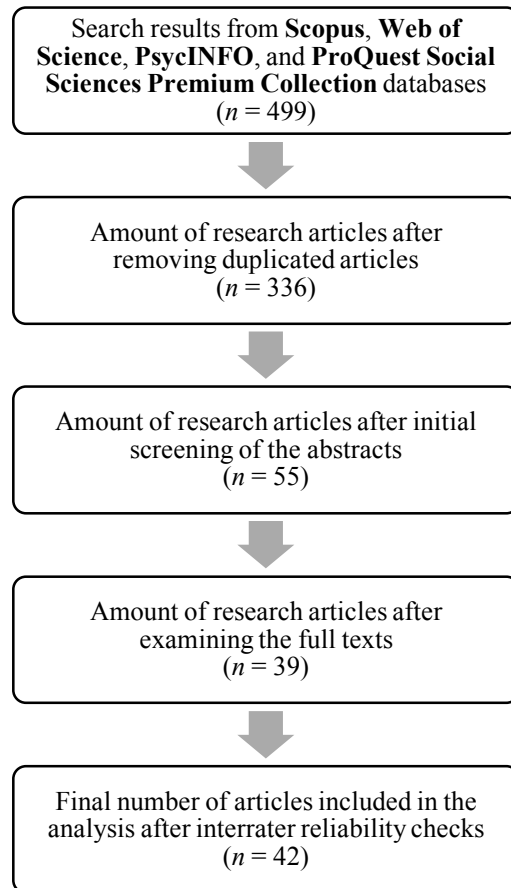 Search results from Scopus, Web of
Science, PsycINFO, and ProQuest Social
Sciences Premium Collection databases
(n = 499)
Amount of research articles after
removing duplicated articles
(n = 336)
Amount of research articles after initial
screening of the abstracts
(n = 55)
Amount of research articles after
examining the full texts
(n = 39)
Final number of articles included in the
analysis after interrater reliability checks
(n = 42)